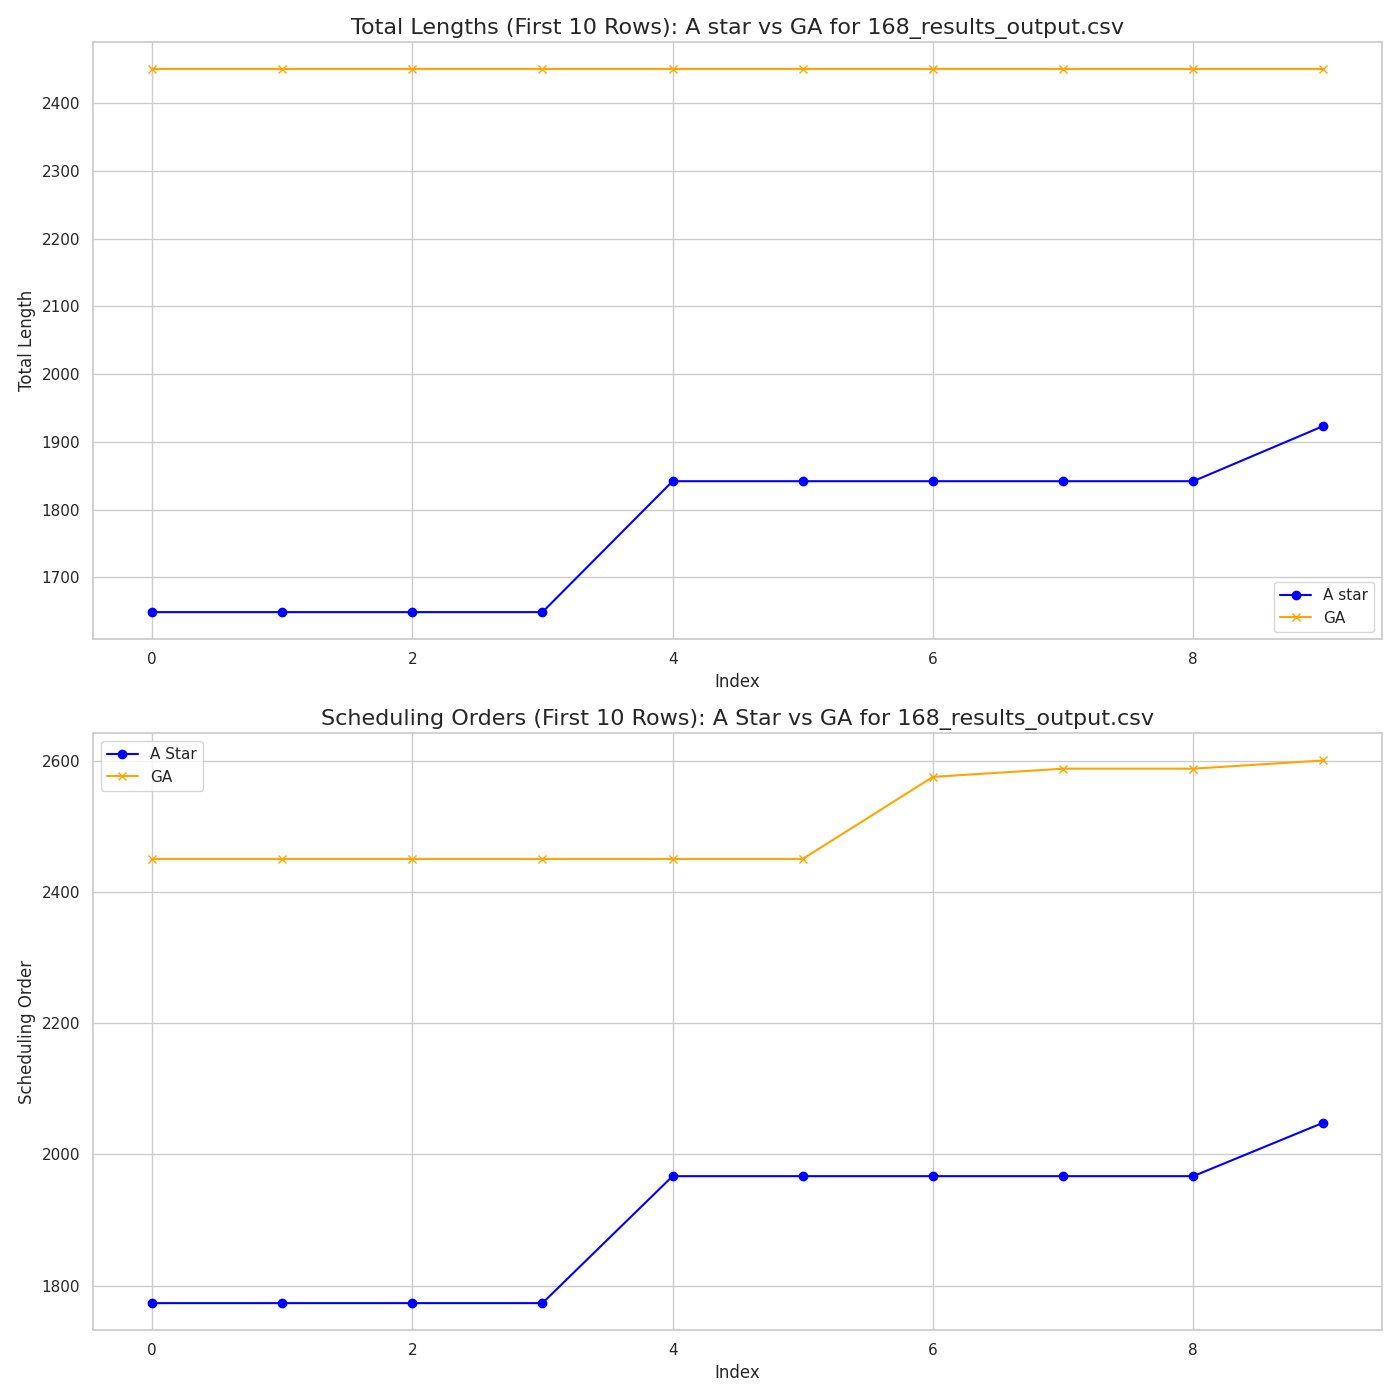 Total Lengths (First 10 Rows): A star vs GA for 168_results_output.csv
2400
2300
2200
2100
2000
1900
1800
1700
Total Length
A star
GA
0 2 4 6 8
Index
Scheduling Orders (First 10 Rows): A Star vs GA for 168_results_output.csv
A Star
GA
2600
2400
2200
2000
1800
Scheduling Order
0 2 4 6 8
Index